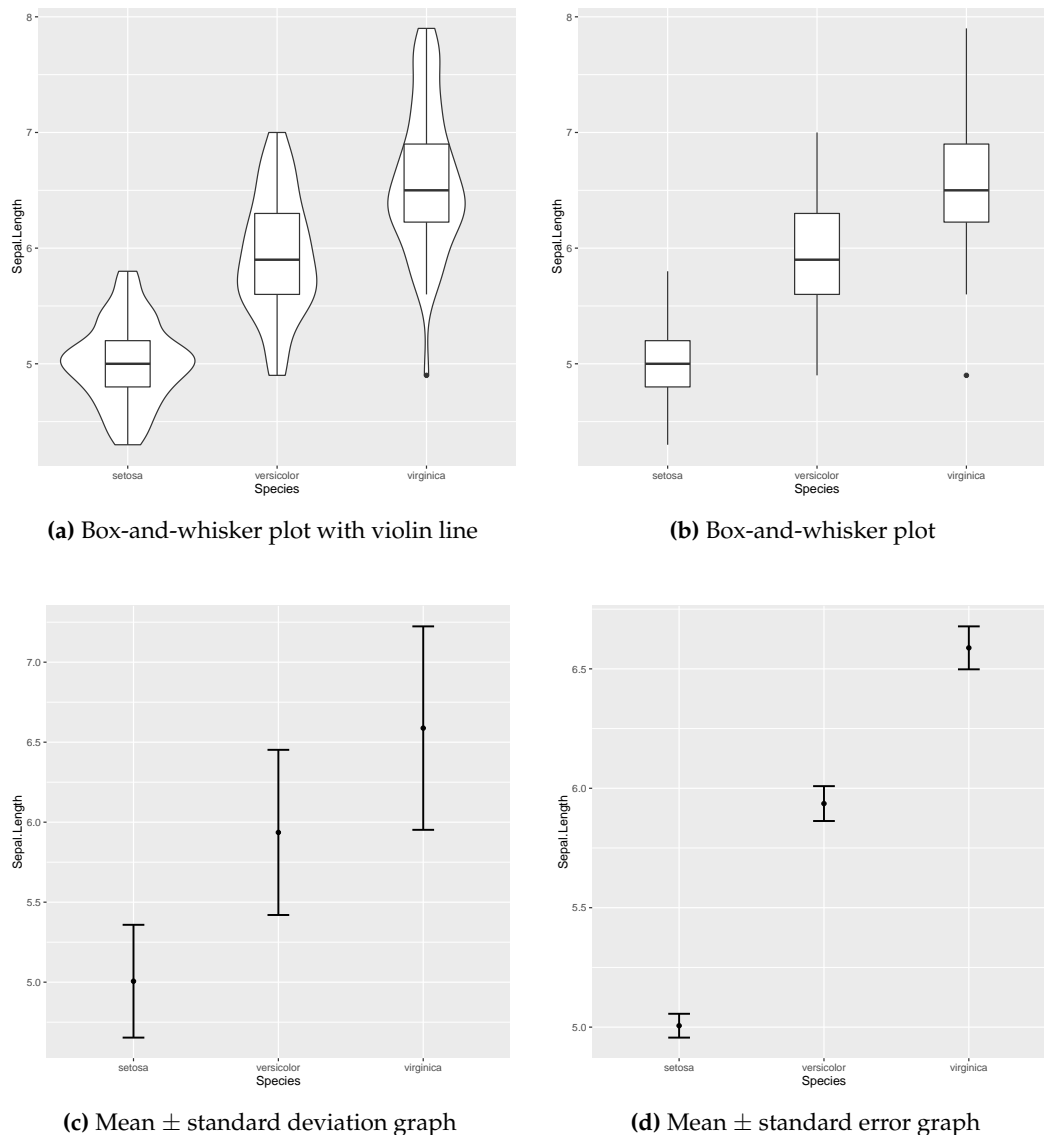 8
7
6
5
Sepal.Length
setosa
versicolor
virginica
Species
(a) Box-and-whisker plot with violin line
8
7
6
5
Sepal.Length
setosa
versicolor
virginica
Species
(b) Box-and-whisker plot
7.0
6.5
6.0
5.5
5.0
Sepal.Length
setosa
versicolor
virginica
Species
(c) Mean ± standard deviation graph
6.5
6.0
5.5
5.0
Sepal.Length
setosa
versicolor
virginica
Species
(d) Mean ± standard error graph